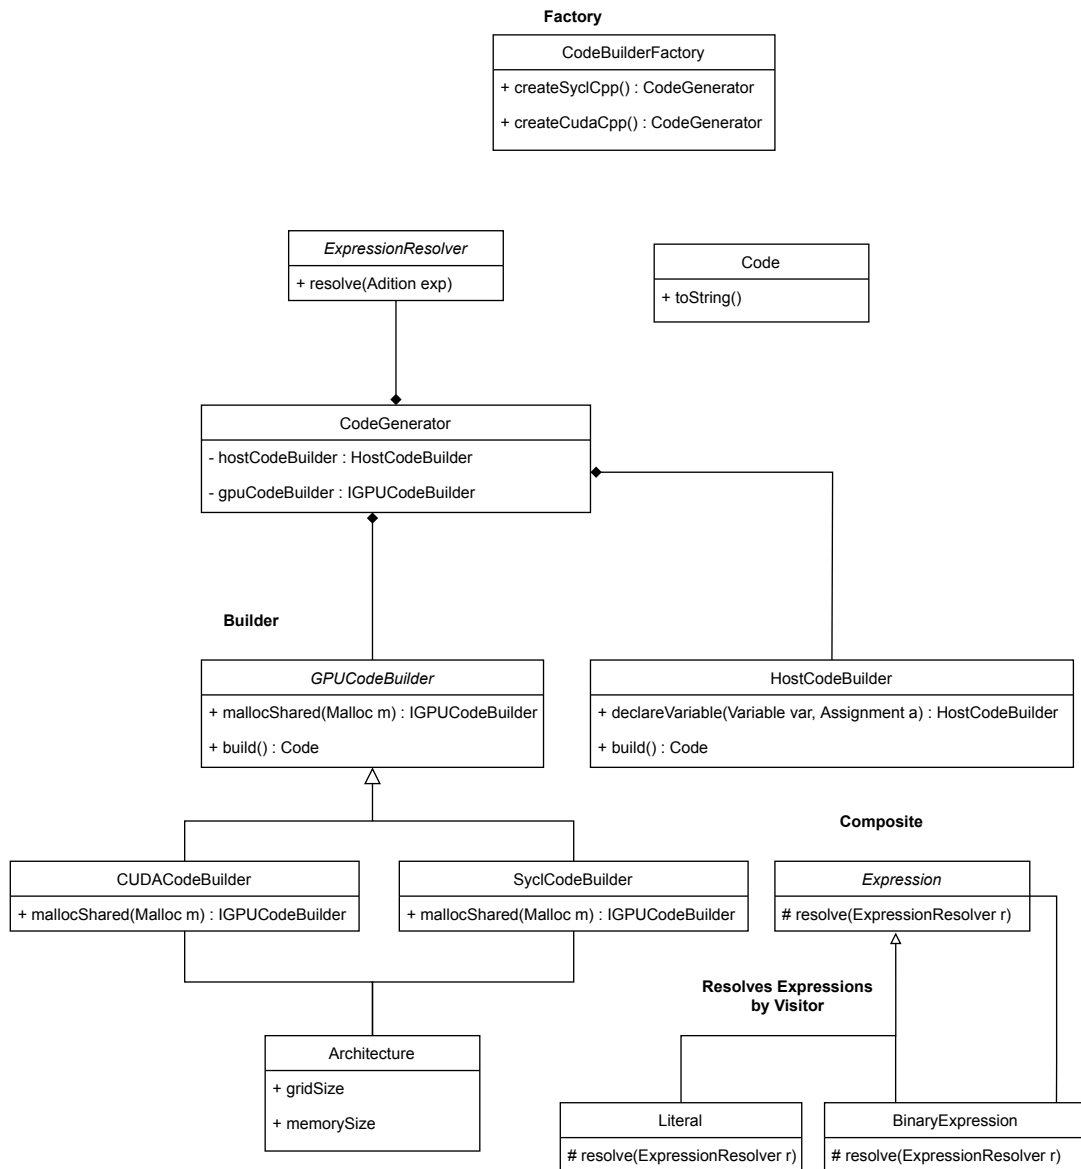 Factory
CodeBuilderFactory
+ createSyclCpp() : CodeGenerator
+ createCudaCpp() : CodeGenerator
ExpressionResolver
+ resolve(Adition exp)
Code
+ toString()
CodeGenerator
- hostCodeBuilder : HostCodeBuilder
- gpuCodeBuilder : IGPUCodeBuilder
Builder
GPUCodeBuilder
+ mallocShared(Malloc m) : IGPUCodeBuilder
+ build() : Code
HostCodeBuilder
+ declareVariable(Variable var, Assignment a) : HostCodeBuilder
+ build() : Code
Composite
CUDACodeBuilder
+ mallocShared(Malloc m) : IGPUCodeBuilder
SyclCodeBuilder
+ mallocShared(Malloc m) : IGPUCodeBuilder
Expression
# resolve(ExpressionResolver r)
Resolves Expressions
by Visitor
Architecture
+ gridSize
+ memorySize
Literal
# resolve(ExpressionResolver r)
BinaryExpression
# resolve(ExpressionResolver r)